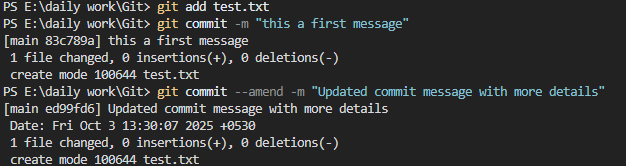 PS E:\daily work\Git> git add test.txt
PS E:\daily work\Git> git commit -m "this a first message"
[main 83c789a] this a first message
 1 file changed, 0 insertions(+), 0 deletions(-)
 create mode 100644 test.txt
PS E:\daily work\Git> git commit --amend -m "Updated commit message with more details"
[main ed99fd6] Updated commit message with more details
 Date: Fri Oct 3 13:30:07 2025 +0530
 1 file changed, 0 insertions(+), 0 deletions(-)
 create mode 100644 test.txt